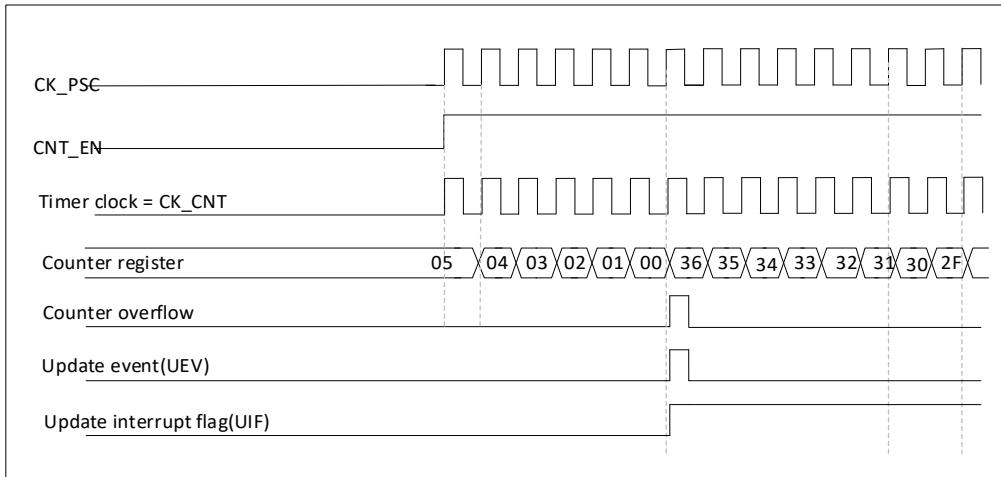 CK_PSC
CNT_EN
Timer clock = CK_CNT
Counter register 05 04 03 02 01 00 36 35 34 33 32 31 30 2F
Counter overflow
Update event(UEV)
Update interrupt flag(UIF)